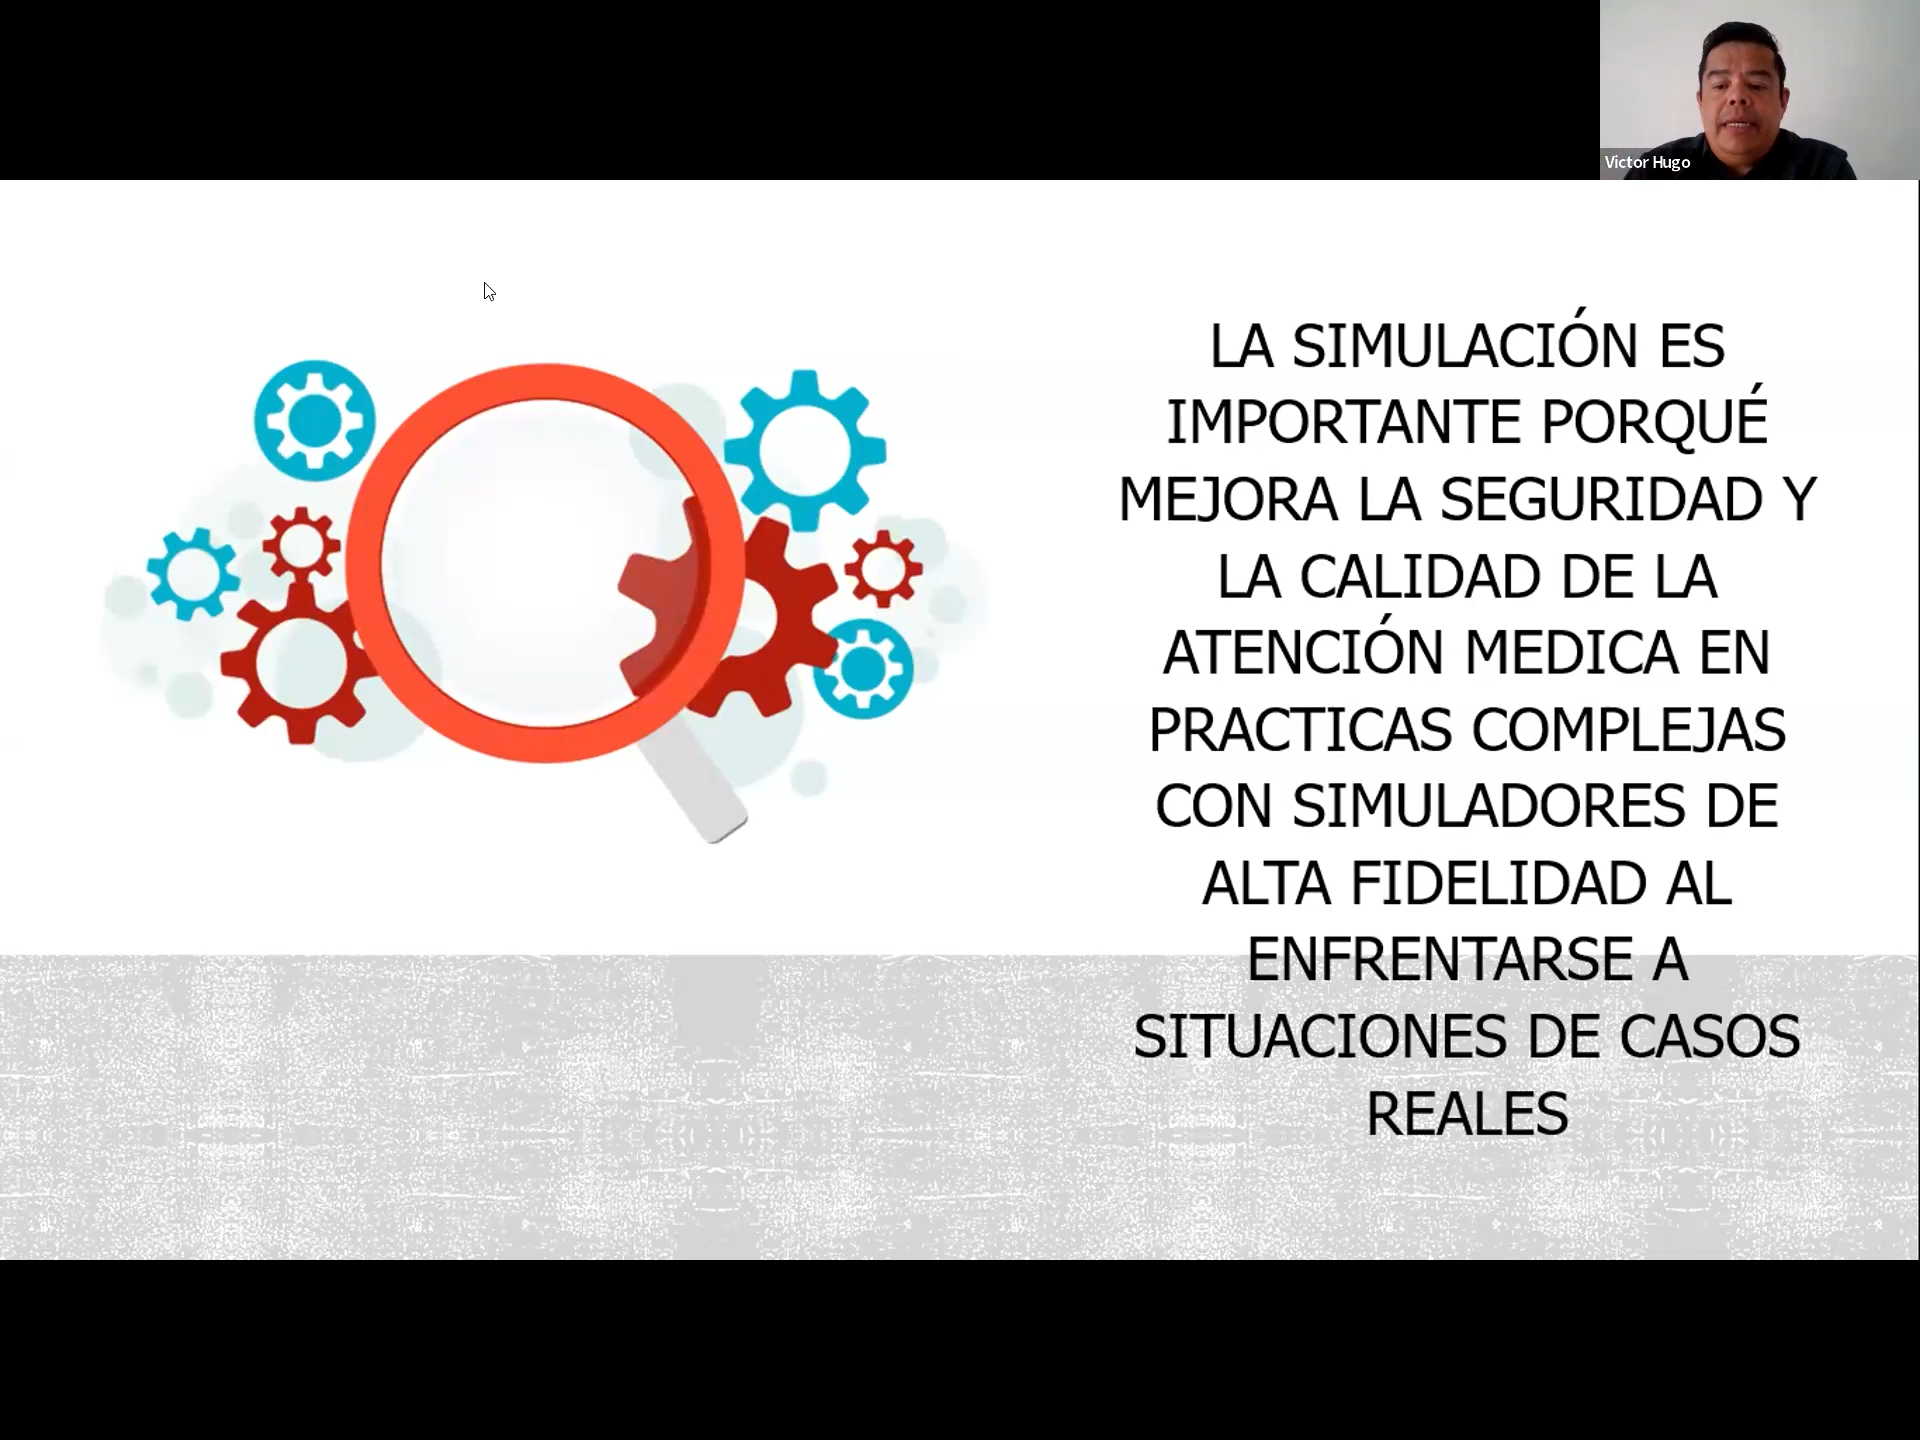 Victor Hugo
LA SIMULACIÓN ES
IMPORTANTE PORQUÉ
MEJORA LA SEGURIDAD Y
LA CALIDAD DE LA
ATENCIÓN MEDICA EN
PRACTICAS COMPLEJAS
CON SIMULADORES DE
ALTA FIDELIDAD AL
ENFRENTARSE A
SITUACIONES DE CASOS
REALES